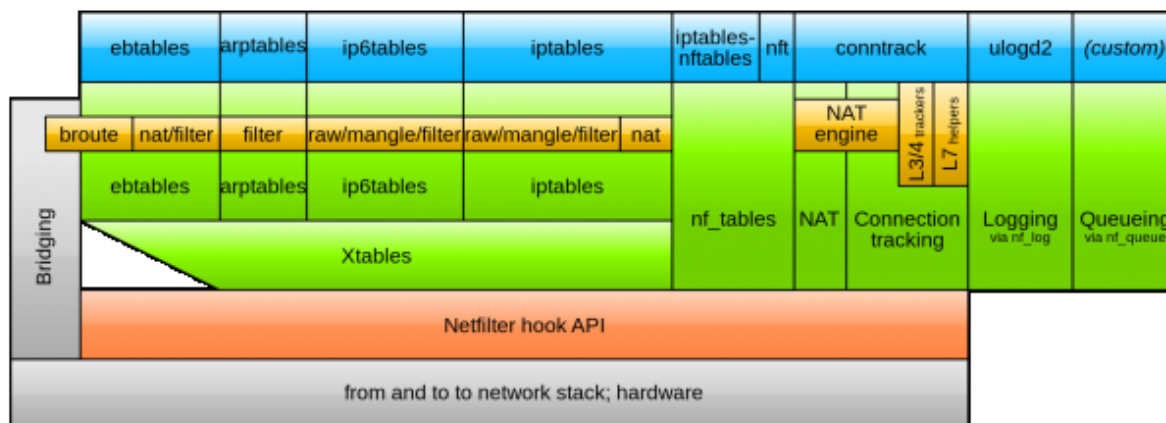 ebtables
arptables
ip6tables
iptables
iptables-
nftables
nft
conntrack
ulogd2
(custom)
broute
nat/filter
filter
raw/mangle/filter
raw/mangle/filter
nat
NAT
engine
L3/4 trackers
L7 helpers
ebtables
arptables
ip6tables
iptables
nf_tables
NAT
Connection
tracking
Logging
via nf_log
Queueing
via nf_queue
Bridging
Xtables
Netfilter hook API
from and to to network stack; hardware